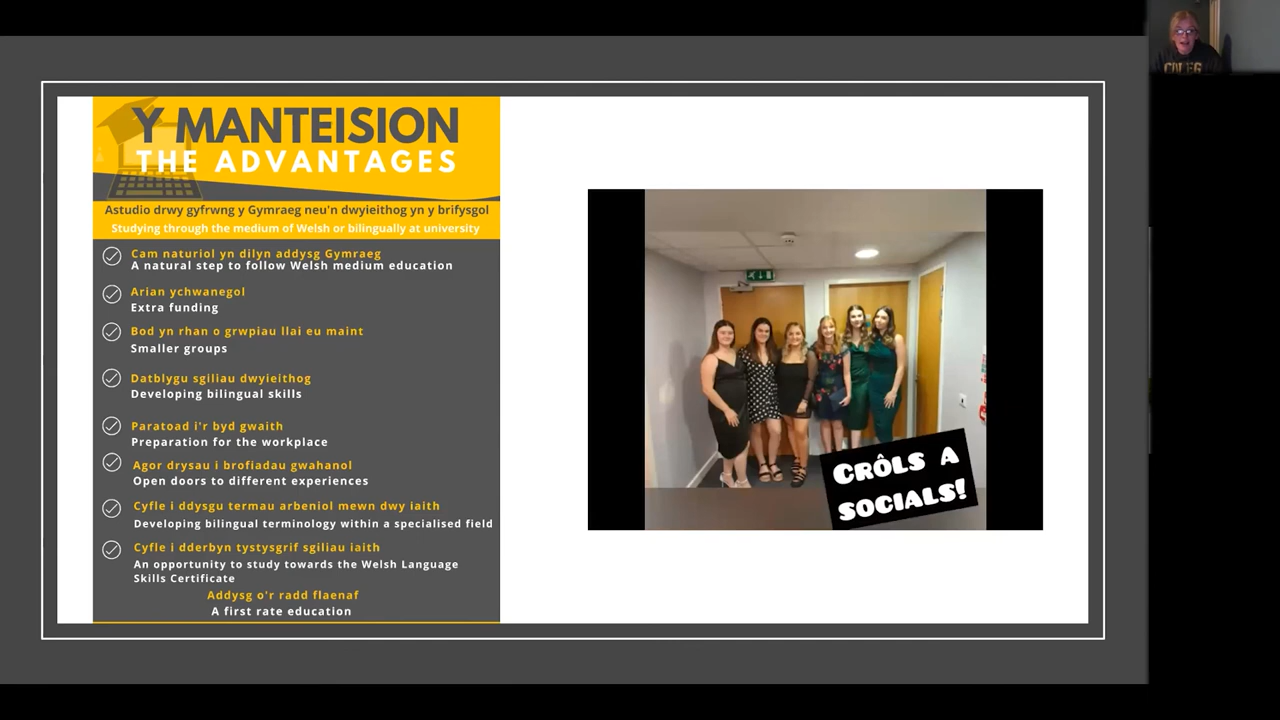 Y MANTEISION
THE ADVANTAGES
Astudio drwy gyfrwng y Gymraeg neu'n dwyieithog yn y brifysgol
Studying through the medium of Welsh or bilingually at university
Cam naturiol yn dilyn addysg Gymraeg
A natural step to follow Welsh medium education
Arian ychwanegol
Extra funding
Bod yn rhan o grwpiau llai eu maint
Smaller groups
Datblygu sgiliau dwyieithog
Developing bilingual skills
Paratoad i'r byd gwaith
Preparation for the workplace
Agor drysau i brofiadau gwahanol
Open doors to different experiences
Cyfle i ddysgu termau arbeniol mewn dwy iaith
Developing bilingual terminology within a specialised field
Cyfle i dderbyn tystysgrif sgiliau iaith
An opportunity to study towards the Welsh Language
Skills Certificate
Addysg o'r radd flaenaf
A first rate education
CRÔLS A
SOCIALS!
COLEG